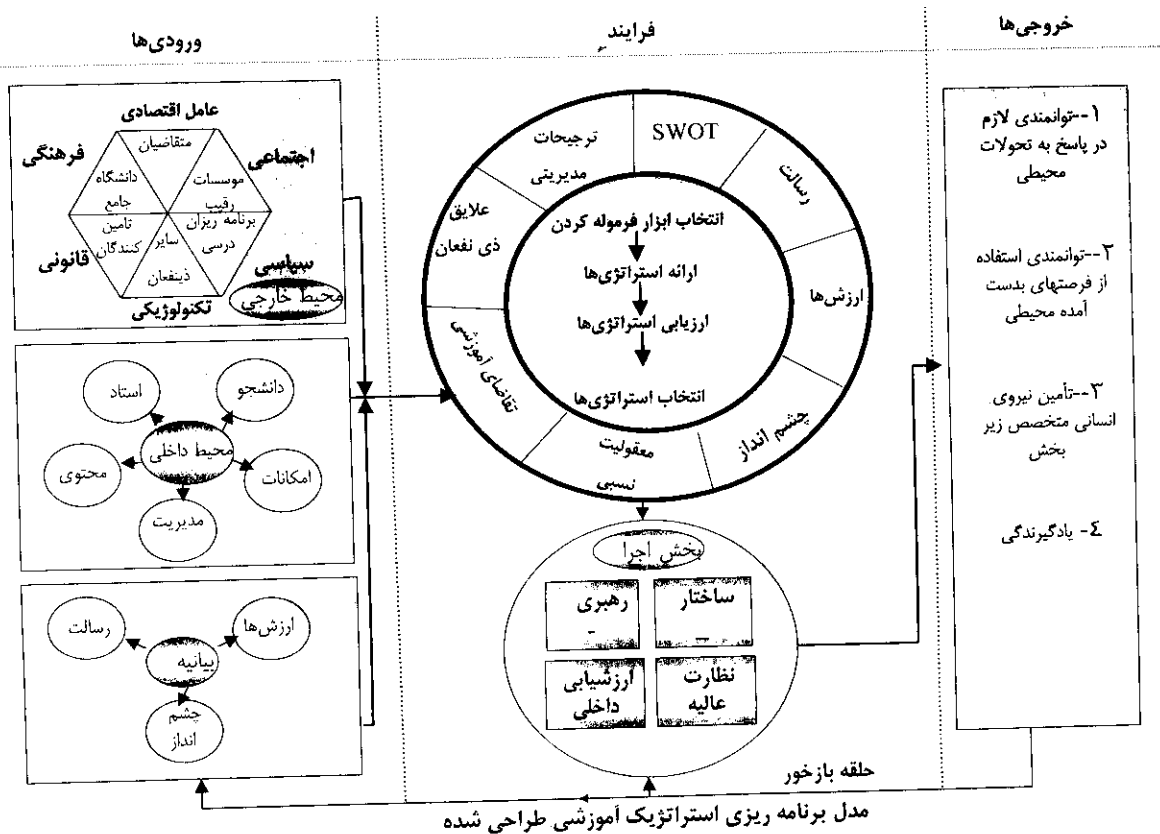 ورودی‌ها
فرایند
خروجی‌ها
عامل اقتصادی
فرهنگی
اجتماعی
متقاضیان
دانشگاه
جامع
موسسات
رقیب
تامین
کنندگان
سایر
ذینفعان
برنامه ریزان
درسی
قانونی
سیاسی
تکنولوژیکی
محیط خارجی
استاد
دانشجو
محیط داخلی
محتوی
امکانات
مدیریت
رسالت
ارزش‌ها
بیانیه
چشم
انداز
SWOT
رسالت
ارزش‌ها
چشم انداز
معقولیت
نسبی
تقاضای آموزشی
علایق
ذی نفعان
ترجیحات
مدیریتی
انتخاب ابزار فرموله کردن
ارائه استراتژی‌ها
ارزیابی استراتژی‌ها
انتخاب استراتژی‌ها
بخش اجرا
رهبری
-
ساختار
-
ارزشیابی
داخلی
نظارت
عالیه
۱--توانمندی لازم
در پاسخ به تحولات
محیطی
۲--توانمندی استفاده
از فرصتهای بدست
آمده محیطی
۳--تأمین نیروی
انسانی متخصص زیر
بخش
٤- یادگیرندگی
حلقه بازخور
مدل برنامه ریزی استراتژیک آموزشی طراحی شده